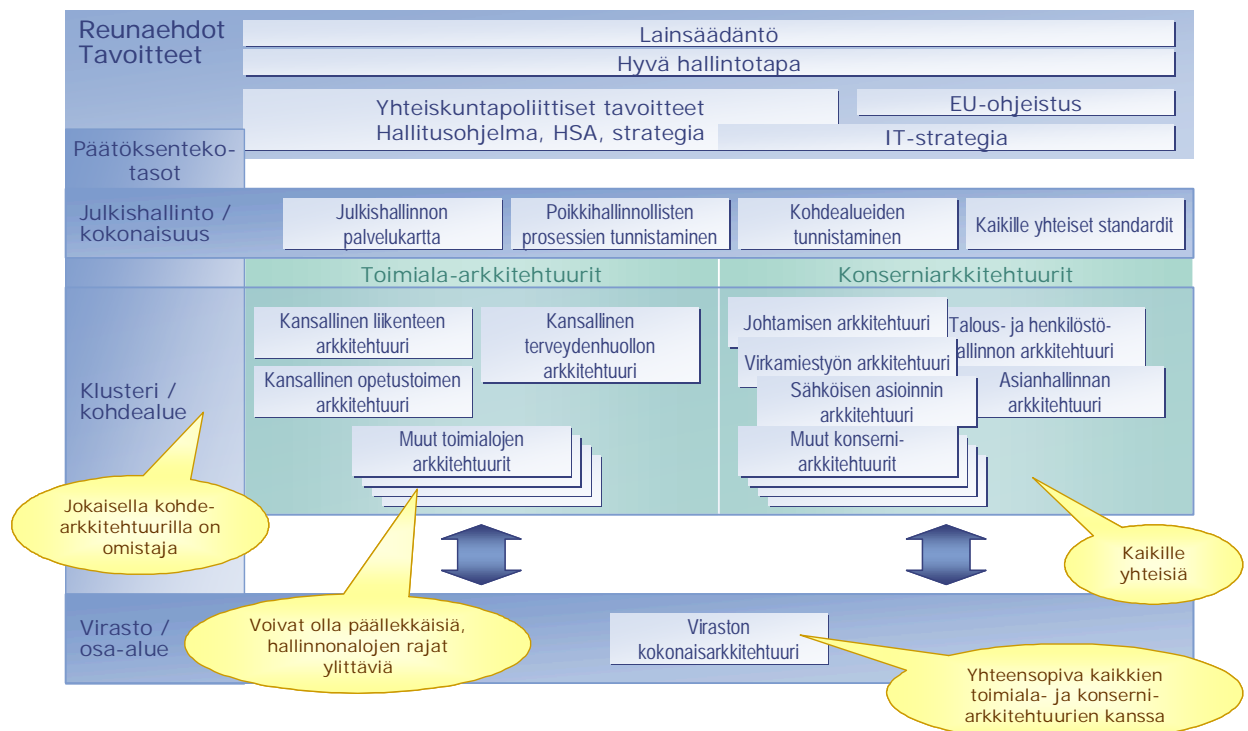 Reunaehdot
Tavoitteet
Lainsäädäntö
Hyvä hallintotapa
Yhteiskuntapoliittiset tavoitteet
Hallitusohjelma, HSA, strategia
EU-ohjeistus
IT-strategia
Päätöksenteko-
tasot
Julkishallinto /
kokonaisuus
Julkishallinnon
palvelukartta
Poikkihallinnollisten
prosessien tunnistaminen
Kohdealueiden
tunnistaminen
Kaikille yhteiset standardit
Toimiala-arkkitehtuurit
Konserniarkkitehtuurit
Klusteri /
kohdealue
Kansallinen liikenteen
arkkitehtuuri
Kansallinen
terveydenhuollon
arkkitehtuuri
Kansallinen opetustoimen
arkkitehtuuri
Muut toimialojen
arkkitehtuurit
Johtamisen arkkitehtuuri
Talous- ja henkilöstö-
allinnon arkkitehtuuri
Virkamiestyön arkkitehtuuri
Sähköisen asioinnin
arkkitehtuuri
Asianhallinnan
arkkitehtuuri
Muut konserni-
arkkitehtuurit
Jokaisella kohde-
arkkitehtuurilla on
omistaja
Kaikille
yhteisiä
Virasto /
osa-alue
Voivat olla päällekkäisiä,
hallinnonalojen rajat
ylittäviä
Viraston
kokonaisarkkitehtuuri
Yhteensopiva kaikkien
toimiala- ja konserni-
arkkitehtuurien kanssa